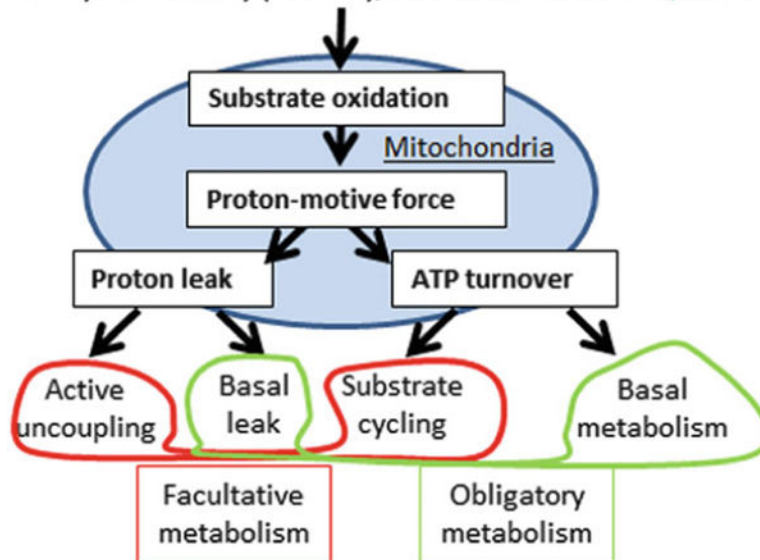 Substrate oxidation
Mitochondria
Proton-motive force
Proton leak
ATP turnover
Active
uncoupling
Basal
leak
Substrate
cycling
Basal
metabolism
Facultative
metabolism
Obligatory
metabolism